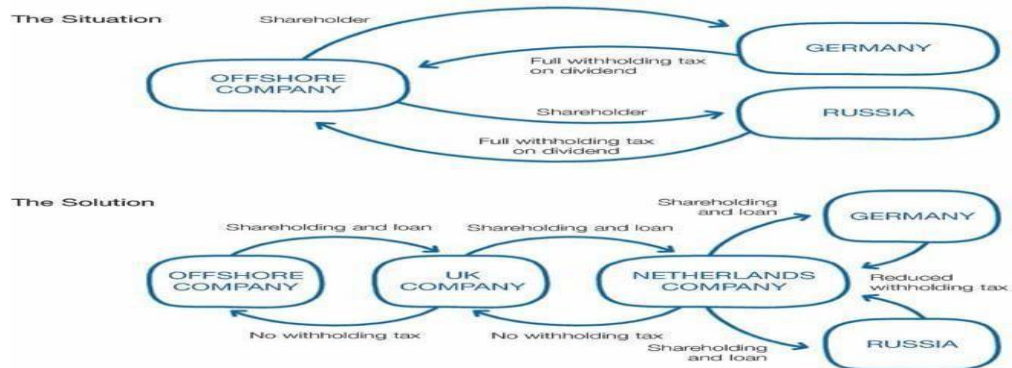 The Situation
Shareholder
GERMANY
Full withholding tax
on dividend
OFFSHORE
COMPANY
Shareholder
RUSSIA
Full withholding tax
on dividend
The Solution
Shareholding
and loan
GERMANY
Shareholding and loan
Shareholding and loan
OFFSHORE
COMPANY
UK
COMPANY
NETHERLANDS
COMPANY
Reduced
withholding tax
No withholding tax
No withholding tax
Shareholding
and loan
RUSSIA